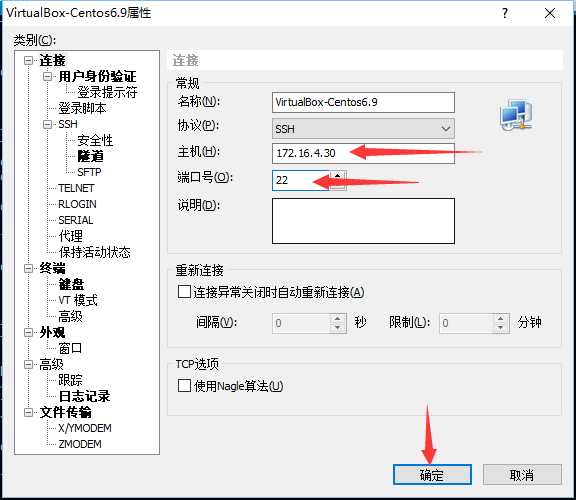 VirtualBox-Centos6.9属性
类别(C):
连接
用户身份验证
登录提示符
登录脚本
SSH
安全性
隧道
SFTP
TELNET
RLOGIN
SERIAL
代理
保持活动状态
终端
键盘
VT 模式
高级
外观
窗口
高级
跟踪
日志记录
文件传输
X/YMODEM
ZMODEM
连接
常规
名称(N): VirtualBox-Centos6.9
协议(P): SSH
主机(H): 172.16.4.30
端口号(O): 22
说明(D):
重新连接
连接异常关闭时自动重新连接(A)
间隔(V): 0 秒 限制(L): 0 分钟
TCP选项
使用Nagle算法(U)
确定 取消